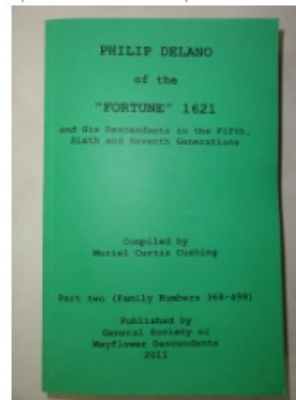 PHILIP DELANO
of the
"FORTUNE" 1621
and His Descendants in the Fifth,
Sixth and Seventh Generations
Compiled by
Muriel Curtis Cushing
Part two (Family Numbers 368-499)
Published by
General Society of
Mayflower Descendants
2011